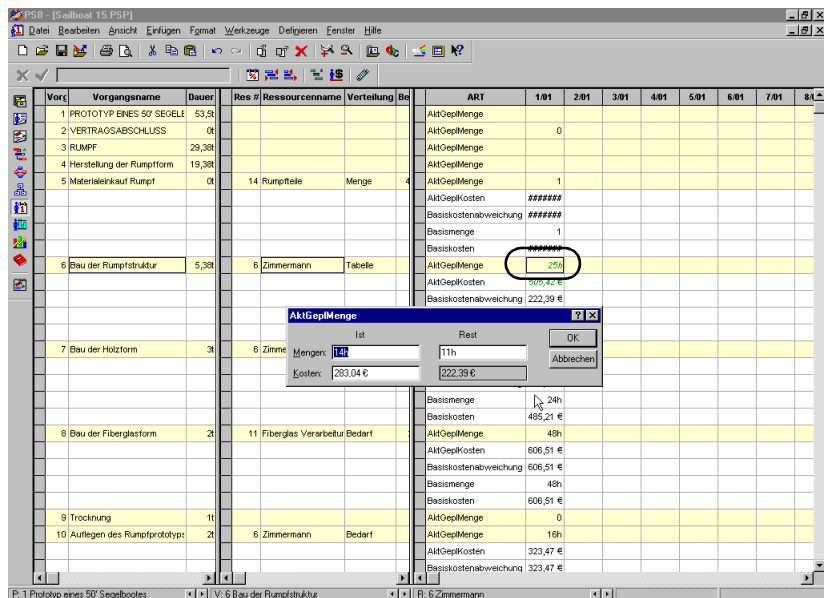 PS8 - [Sailboat 15.PSP]
Datei Bearbeiten Ansicht Einfügen Format Werkzeuge Definieren Fenster Hilfe
Vorg Vorgangsname Dauer Res # Ressourcenname Verteilung Be ART 1/01 2/01 3/01 4/01 5/01 6/01 7/01 8/
1 PROTOTYP EINES 50' SEGELE 53,5t AktGeplMenge
2 VERTRAGSABSCHLUSS 0t AktGeplMenge 0
3 RUMPF 29,38t AktGeplMenge
4 Herstellung der Rumpfform 19,38t AktGeplMenge
5 Materialeinkauf Rumpf 0t 14 Rumpfteile Menge 4 AktGeplMenge 1
AktGeplKosten #######
Basiskostenabweichung #######
Basismenge 1
Basiskosten #######
6 Bau der Rumpfstruktur 5,38t 6 Zimmermann Tabelle AktGeplMenge 25h
AktGeplKosten 505,42 €
Basiskostenabweichung 222,39 €
AktGeplMenge
Ist Rest OK
Mengen: 14h 11h
7 Bau der Holzform 3t 6 Zimme
Abbrechen
Kosten: 283,04 € 222,39 €
Basismenge 24h
Basiskosten 485,21 €
8 Bau der Fiberglasform 2t 11 Fiberglas Verarbeitur Bedarf AktGeplMenge 48h
AktGeplKosten 606,51 €
Basiskostenabweichung 606,51 €
Basismenge 48h
Basiskosten 606,51 €
9 Trocknung 1t AktGeplMenge 0
10 Auflegen des Rumpfprototyps 2t 6 Zimmermann Bedarf AktGeplMenge 16h
AktGeplKosten 323,47 €
Basiskostenabweichung 323,47 €
P: 1 Prototyp eines 50' Segelbootes V: 6 Bau der Rumpfstruktur R: 6 Zimmermann